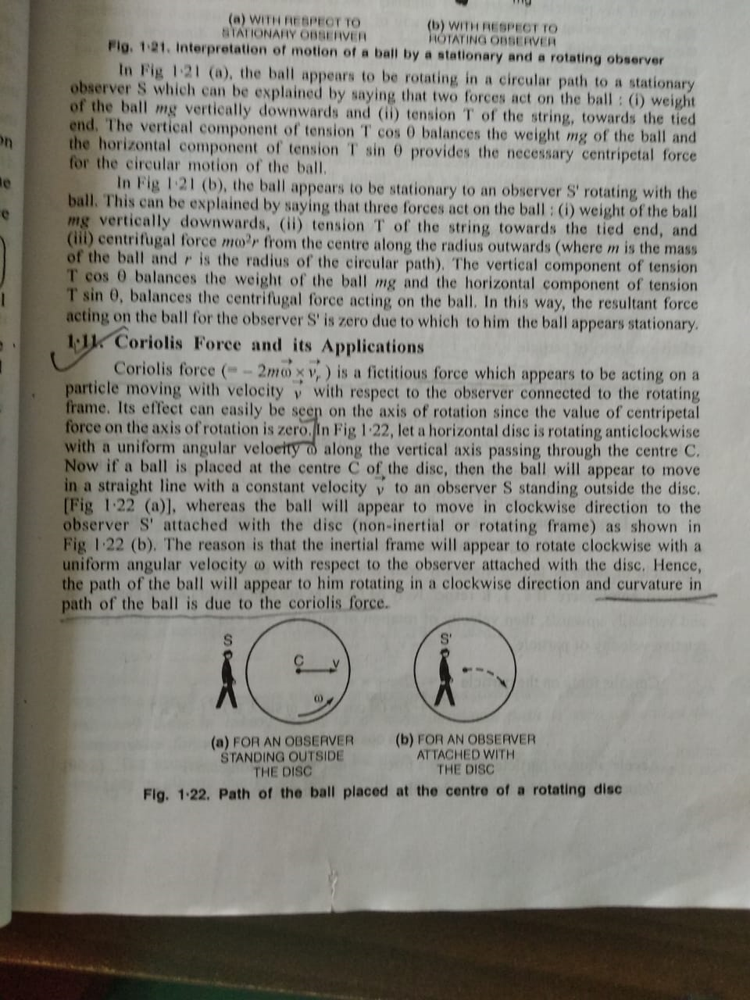 mg
(a) WITH RESPECT TO
STATIONARY OBSERVER
(b) WITH RESPECT TO
ROTATING OBSERVER
Fig. 1·21. Interpretation of motion of a ball by a stationary and a rotating observer
In Fig 1·21 (a), the ball appears to be rotating in a circular path to a stationary
observer S which can be explained by saying that two forces act on the ball : (i) weight
of the ball mg vertically downwards and (ii) tension T of the string, towards the tied
end. The vertical component of tension T cos θ balances the weight mg of the ball and
the horizontal component of tension T sin θ provides the necessary centripetal force
for the circular motion of the ball.
In Fig 1·21 (b), the ball appears to be stationary to an observer S' rotating with the
ball. This can be explained by saying that three forces act on the ball : (i) weight of the ball
mg vertically downwards, (ii) tension T of the string towards the tied end, and
(iii) centrifugal force mω²r from the centre along the radius outwards (where m is the mass
of the ball and r is the radius of the circular path). The vertical component of tension
T cos θ balances the weight of the ball mg and the horizontal component of tension
T sin θ, balances the centrifugal force acting on the ball. In this way, the resultant force
acting on the ball for the observer S' is zero due to which to him the ball appears stationary.
1·11. Coriolis Force and its Applications
Coriolis force (= − 2mω⃗ × v⃗ᵣ ) is a fictitious force which appears to be acting on a
particle moving with velocity v⃗ with respect to the observer connected to the rotating
frame. Its effect can easily be seen on the axis of rotation since the value of centripetal
force on the axis of rotation is zero. In Fig 1·22, let a horizontal disc is rotating anticlockwise
with a uniform angular velocity ω along the vertical axis passing through the centre C.
Now if a ball is placed at the centre C of the disc, then the ball will appear to move
in a straight line with a constant velocity v⃗ to an observer S standing outside the disc.
[Fig 1·22 (a)], whereas the ball will appear to move in clockwise direction to the
observer S' attached with the disc (non-inertial or rotating frame) as shown in
Fig 1·22 (b). The reason is that the inertial frame will appear to rotate clockwise with a
uniform angular velocity ω with respect to the observer attached with the disc. Hence,
the path of the ball will appear to him rotating in a clockwise direction and curvature in
path of the ball is due to the coriolis force.
S
C
v
ω
S'
(a) FOR AN OBSERVER
STANDING OUTSIDE
THE DISC
(b) FOR AN OBSERVER
ATTACHED WITH
THE DISC
Fig. 1·22. Path of the ball placed at the centre of a rotating disc